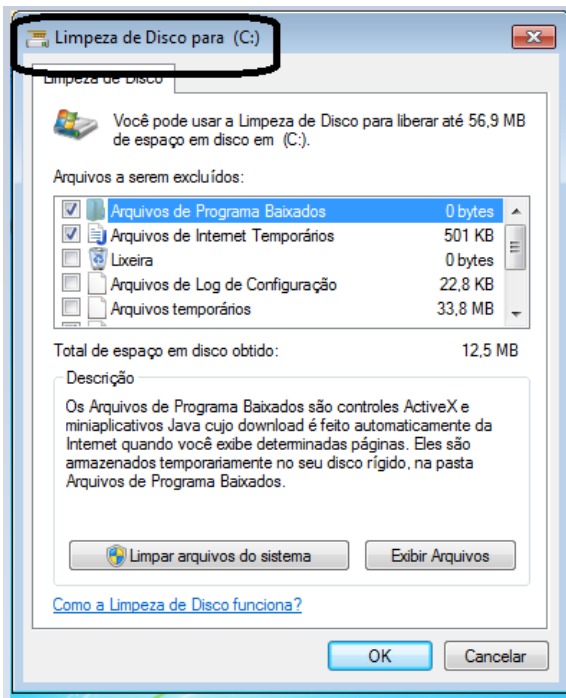 Limpeza de Disco para (C:)
Limpeza de Disco
Você pode usar a Limpeza de Disco para liberar até 56,9 MB
de espaço em disco em (C:).
Arquivos a serem excluídos:
Arquivos de Programa Baixados 0 bytes
Arquivos de Internet Temporários 501 KB
Lixeira 0 bytes
Arquivos de Log de Configuração 22,8 KB
Arquivos temporários 33,8 MB
Total de espaço em disco obtido: 12,5 MB
Descrição
Os Arquivos de Programa Baixados são controles ActiveX e
miniaplicativos Java cujo download é feito automaticamente da
Internet quando você exibe determinadas páginas. Eles são
armazenados temporariamente no seu disco rígido, na pasta
Arquivos de Programa Baixados.
Limpar arquivos do sistema Exibir Arquivos
Como a Limpeza de Disco funciona?
OK Cancelar